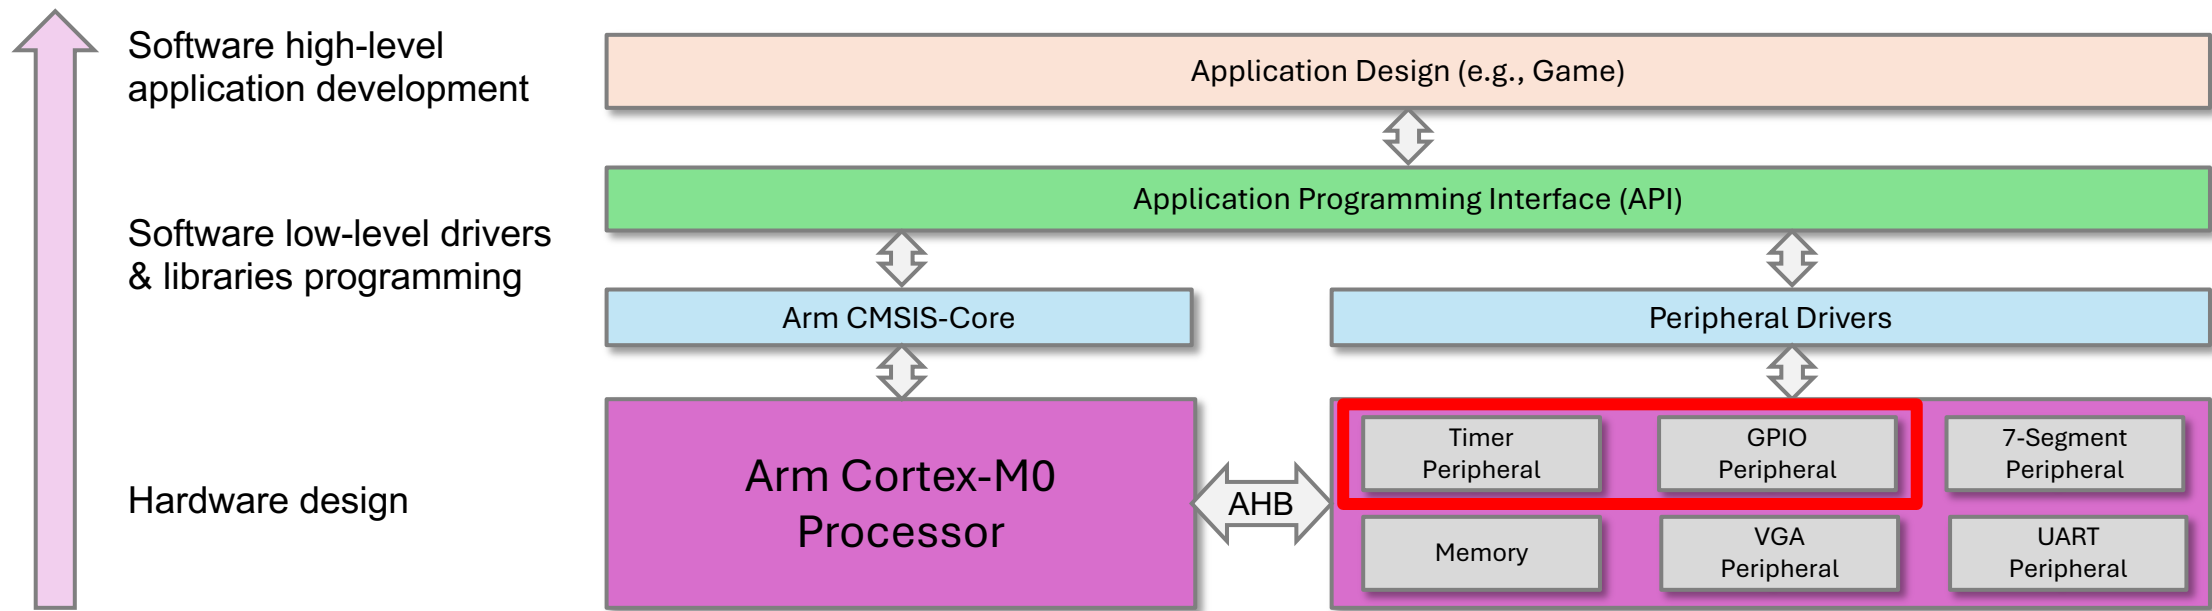 Software high-level
application development
Application Design (e.g., Game)
Application Programming Interface (API)
Software low-level drivers
& libraries programming
Arm CMSIS-Core
Peripheral Drivers
Hardware design
Arm Cortex-M0
Processor
AHB
Timer
Peripheral
GPIO
Peripheral
7-Segment
Peripheral
Memory
VGA
Peripheral
UART
Peripheral